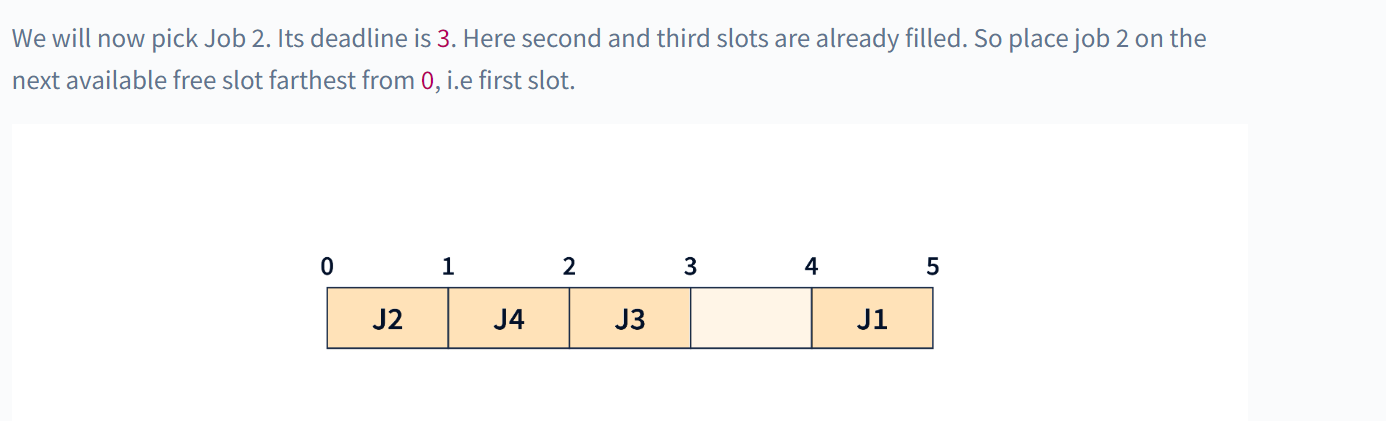 We will now pick Job 2. Its deadline is 3. Here second and third slots are already filled. So place job 2 on the
next available free slot farthest from 0, i.e first slot.
0 1 2 3 4 5
J2 J4 J3 J1